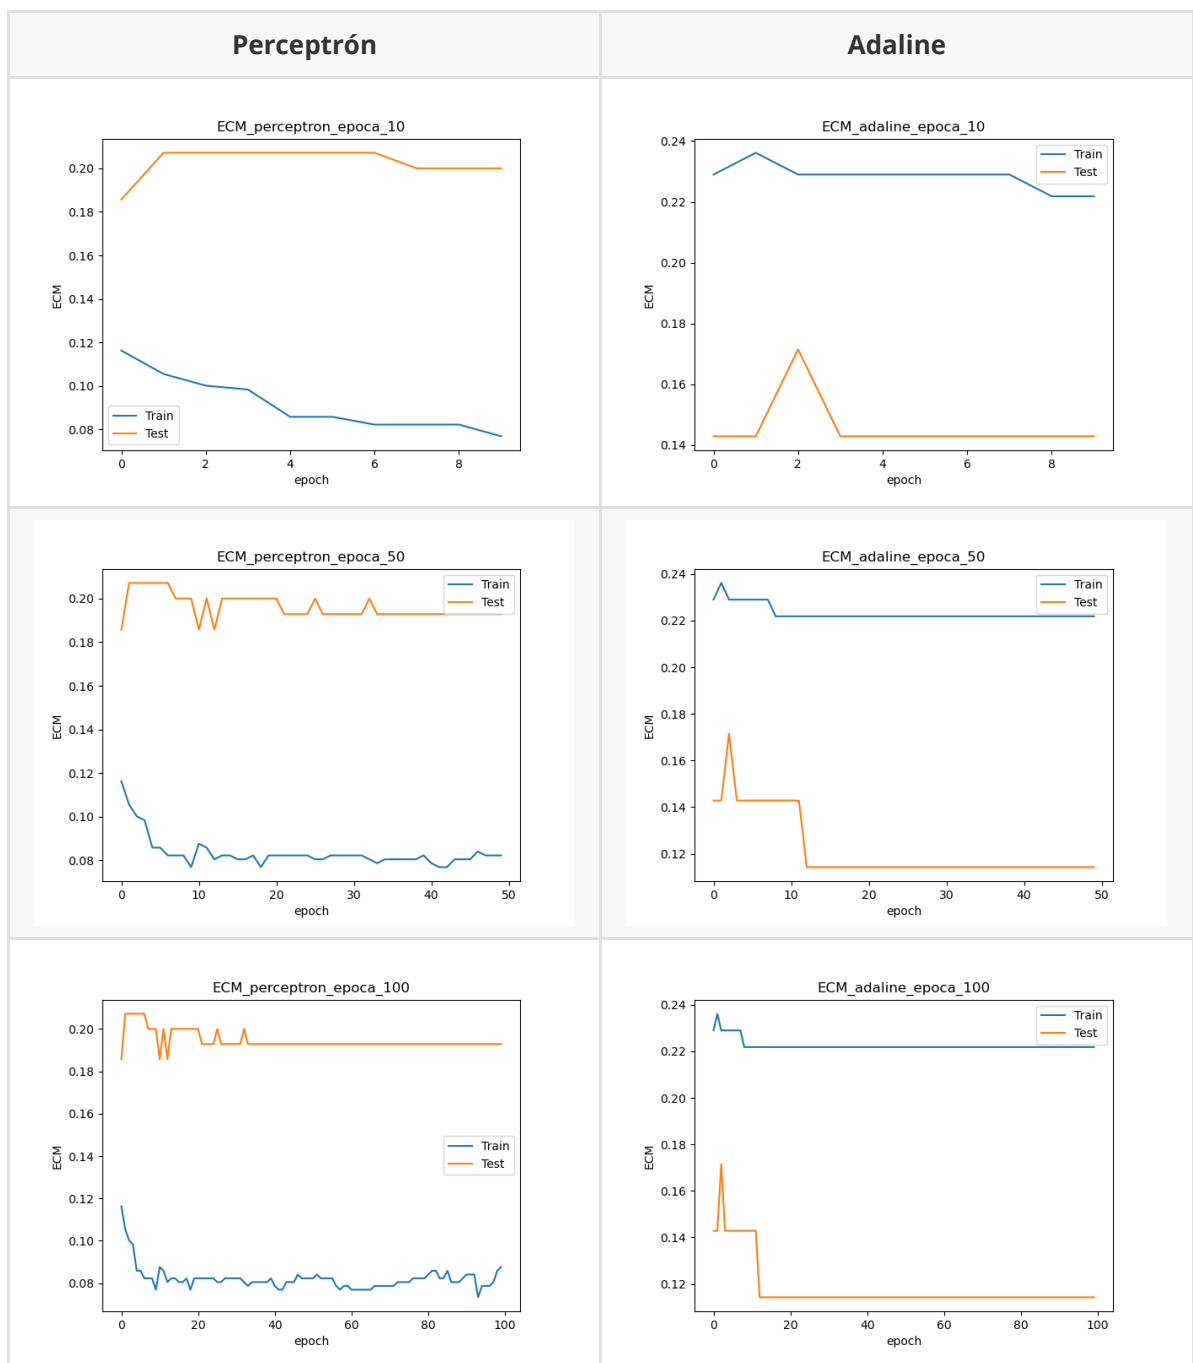 Perceptrón
Adaline
ECM_perceptron_epoca_10
0.20
0.18
0.16
0.14
0.12
0.10
0.08
ECM
Train
Test
0 2 4 6 8
epoch
ECM_adaline_epoca_10
0.24
0.22
0.20
0.18
0.16
0.14
ECM
Train
Test
0 2 4 6 8
epoch
ECM_perceptron_epoca_50
0.20
0.18
0.16
0.14
0.12
0.10
0.08
ECM
Train
Test
0 10 20 30 40 50
epoch
ECM_adaline_epoca_50
0.24
0.22
0.20
0.18
0.16
0.14
0.12
ECM
Train
Test
0 10 20 30 40 50
epoch
ECM_perceptron_epoca_100
0.20
0.18
0.16
0.14
0.12
0.10
0.08
ECM
Train
Test
0 20 40 60 80 100
epoch
ECM_adaline_epoca_100
0.24
0.22
0.20
0.18
0.16
0.14
0.12
ECM
Train
Test
0 20 40 60 80 100
epoch